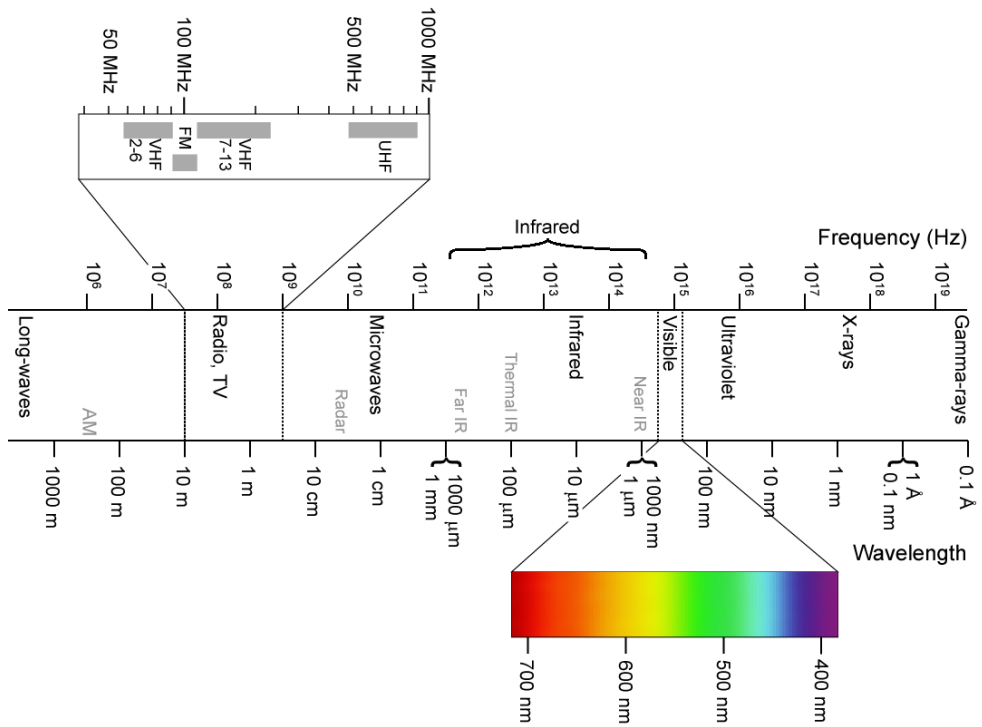 50 MHz
100 MHz
500 MHz
1000 MHz
VHF
2-6
FM
VHF
7-13
UHF
Infrared
Frequency (Hz)
10⁶
10⁷
10⁸
10⁹
10¹⁰
10¹¹
10¹²
10¹³
10¹⁴
10¹⁵
10¹⁶
10¹⁷
10¹⁸
10¹⁹
Long-waves
Radio, TV
Microwaves
Infrared
Visible
Ultraviolet
X-rays
Gamma-rays
AM
Radar
Far IR
Thermal IR
Near IR
1000 m
100 m
10 m
1 m
10 cm
1 cm
1000 µm
1 mm
100 µm
10 µm
1000 nm
1 µm
100 nm
10 nm
1 nm
1 Å
0.1 nm
0.1 Å
Wavelength
700 nm
600 nm
500 nm
400 nm